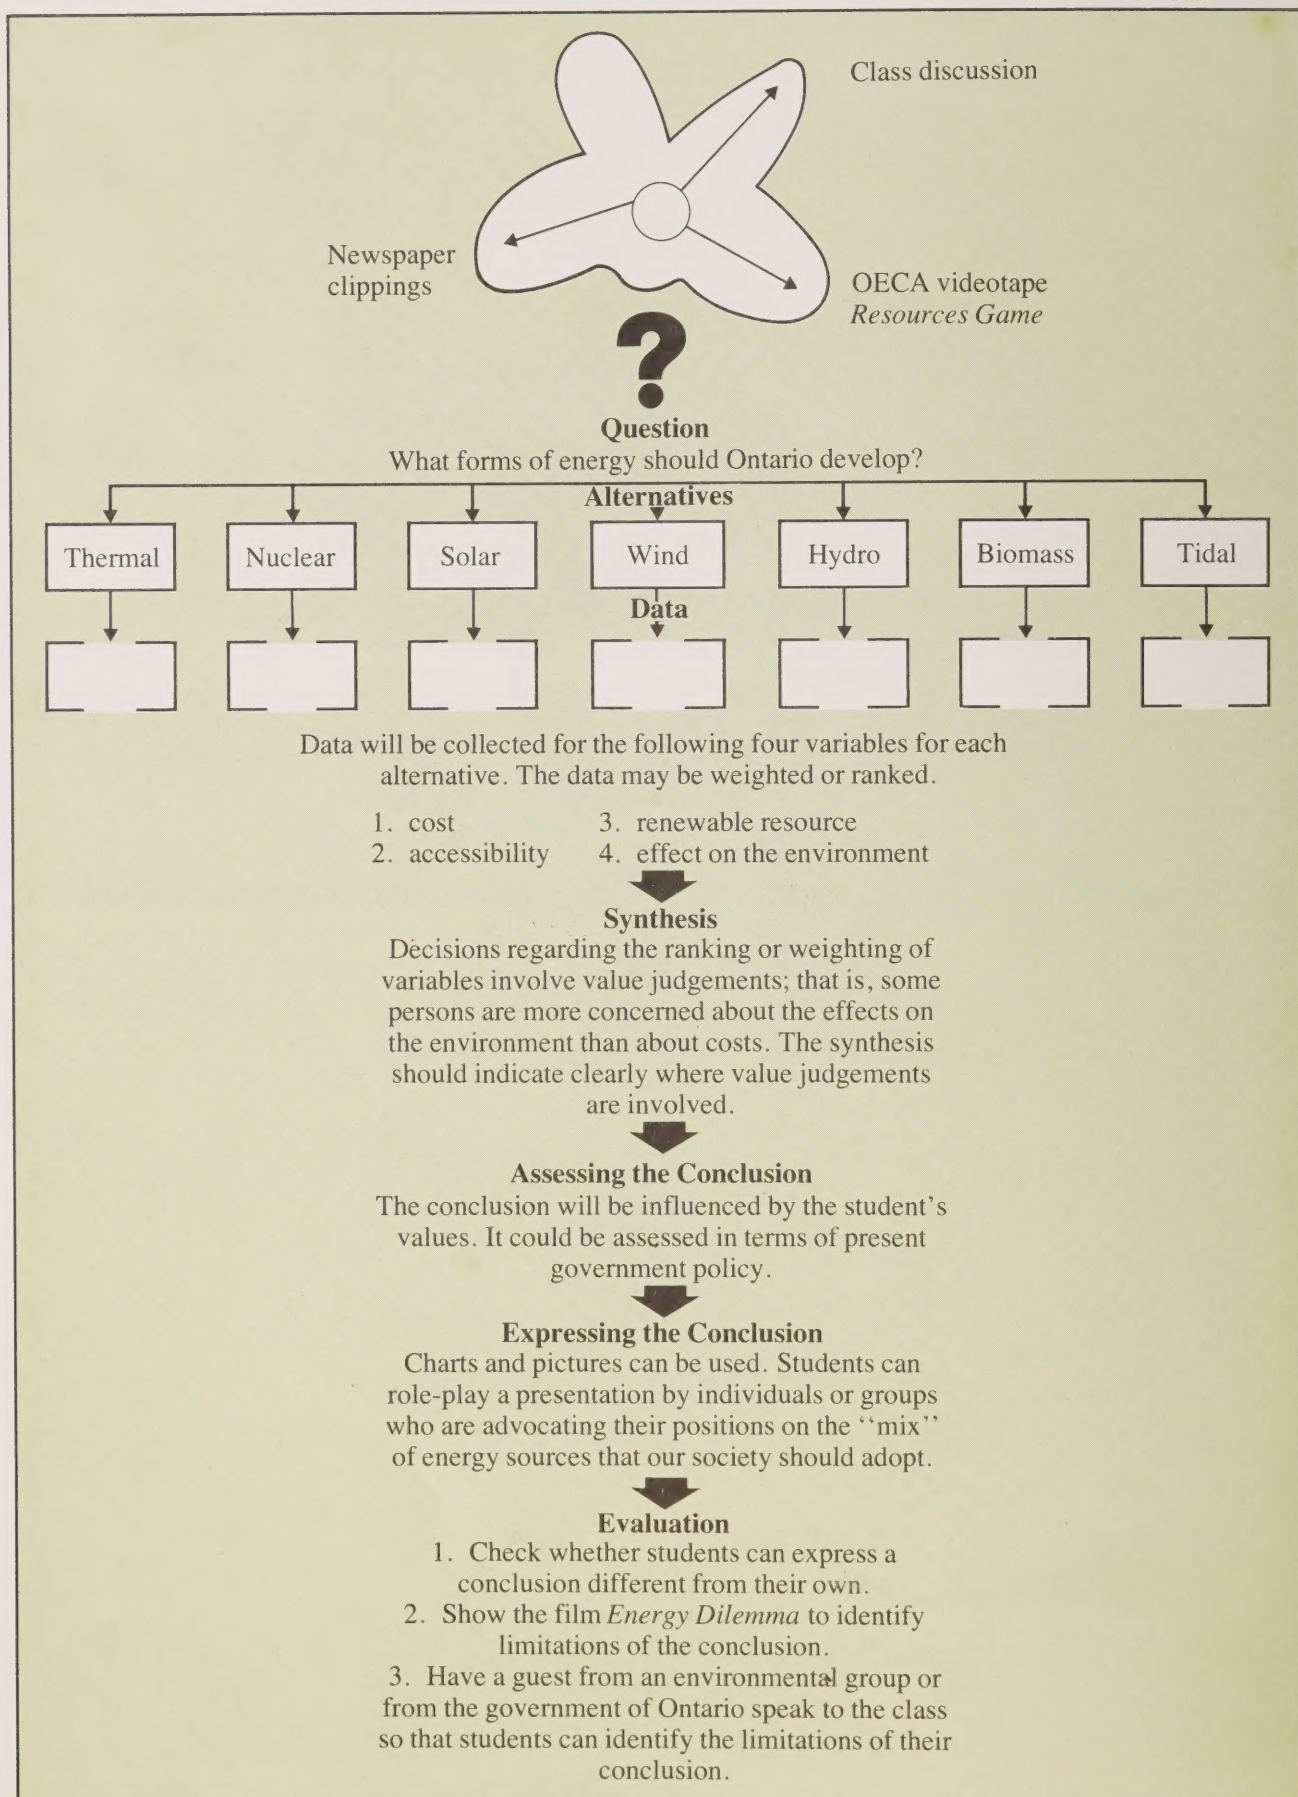 Class discussion
Newspaper
clippings
OECA videotape
Resources Game
?
Question
What forms of energy should Ontario develop?
Alternatives
Thermal
Nuclear
Solar
Wind
Hydro
Biomass
Tidal
Data
Data will be collected for the following four variables for each
alternative. The data may be weighted or ranked.
1. cost
2. accessibility
3. renewable resource
4. effect on the environment
Synthesis
Decisions regarding the ranking or weighting of
variables involve value judgements; that is, some
persons are more concerned about the effects on
the environment than about costs. The synthesis
should indicate clearly where value judgements
are involved.
Assessing the Conclusion
The conclusion will be influenced by the student's
values. It could be assessed in terms of present
government policy.
Expressing the Conclusion
Charts and pictures can be used. Students can
role-play a presentation by individuals or groups
who are advocating their positions on the "mix"
of energy sources that our society should adopt.
Evaluation
1. Check whether students can express a
conclusion different from their own.
2. Show the film Energy Dilemma to identify
limitations of the conclusion.
3. Have a guest from an environmental group or
from the government of Ontario speak to the class
so that students can identify the limitations of their
conclusion.